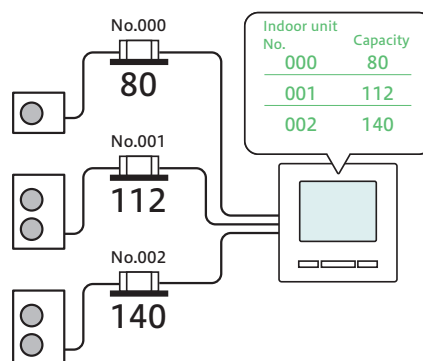 No.000
80
No.001
112
No.002
140
Indoor unit
No. Capacity
000 80
001 112
002 140